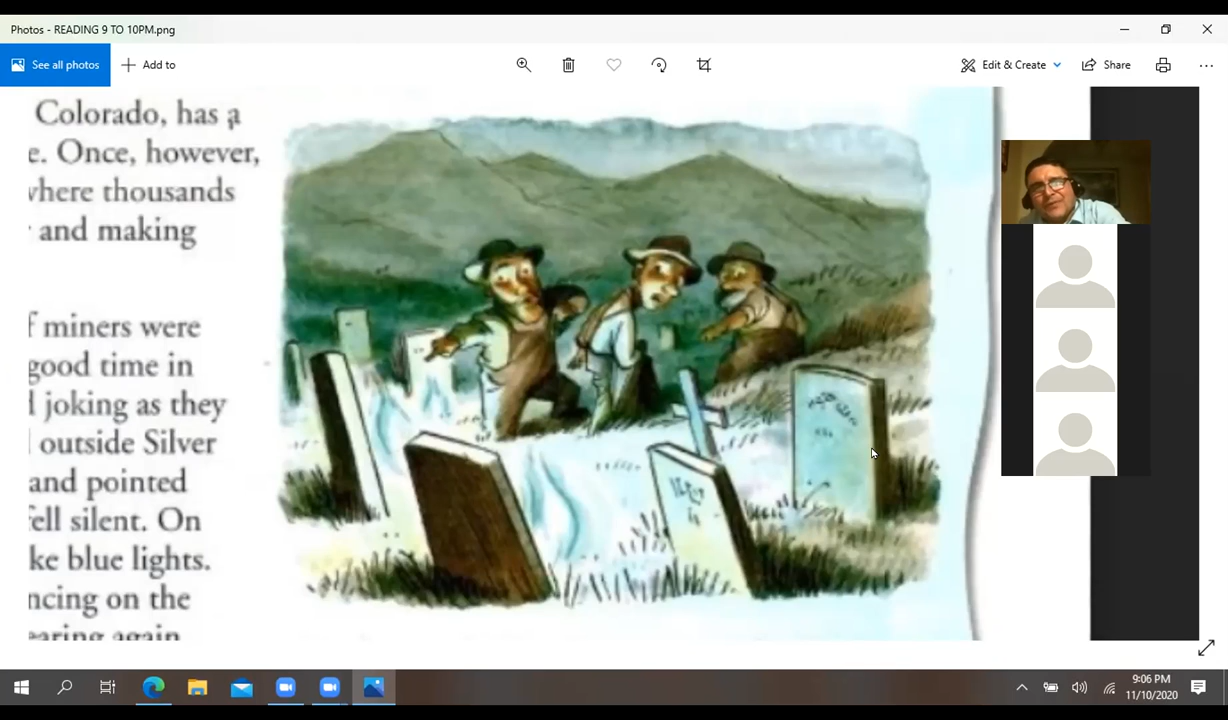 Photos - READING 9 TO 10PM.png
See all photos
Add to
Edit & Create
Share
Colorado, has a
e. Once, however,
where thousands
and making
f miners were
good time in
d joking as they
outside Silver
and pointed
fell silent. On
ke blue lights.
ncing on the
earing again
9:06 PM
11/10/2020